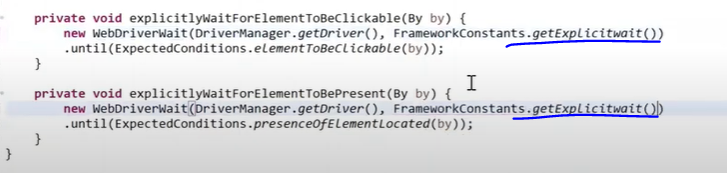 private void explicitlyWaitForElementToBeClickable(By by) {
new WebDriverWait(DriverManager.getDriver(), FrameworkConstants.getExplicitwait())
.until(ExpectedConditions.elementToBeClickable(by));
}
private void explicitlyWaitForElementToBePresent(By by) {
new WebDriverWait(DriverManager.getDriver(), FrameworkConstants.getExplicitwait())
.until(ExpectedConditions.presenceOfElementLocated(by));
}
}